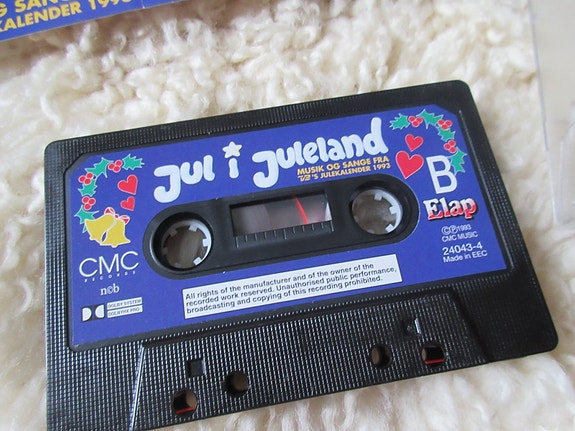 G OG SANGE
KALENDER 1993
Jul i Juleland
MUSIK OG SANGE FRA
TV2'S JULEKALENDER 1993
B
Elap
CMC
RECORDS
n©b
DOLBY SYSTEM
DOLBY HX PRO
©℗1993
CMC MUSIC
24043-4
Made in EEC
All rights of the manufacturer and of the owner of the
recorded work reserved. Unauthorised public performance,
broadcasting and copying of this recording prohibited.